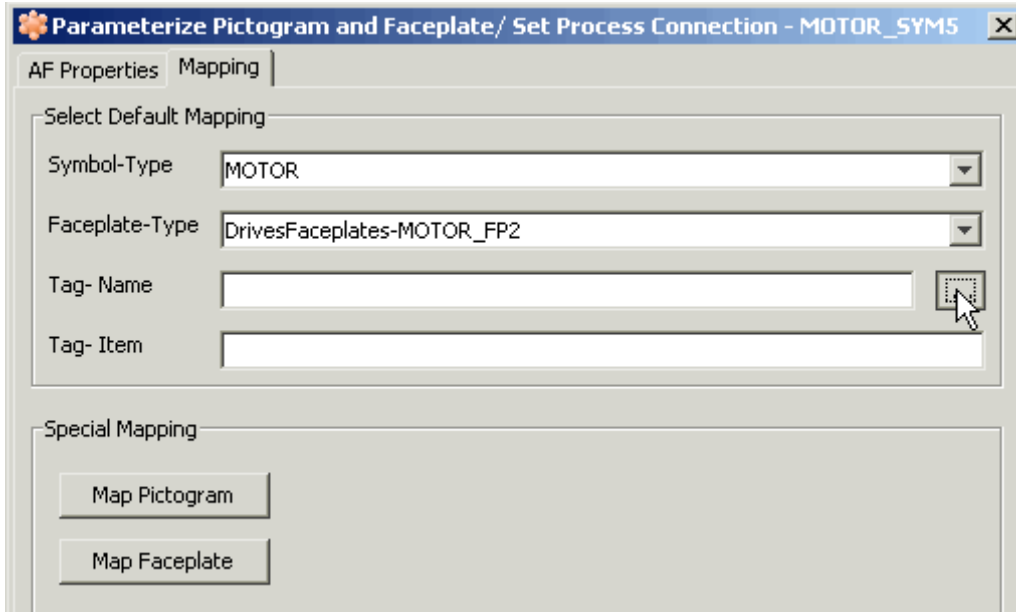 Parameterize Pictogram and Faceplate/ Set Process Connection - MOTOR_SYM5
AF Properties Mapping
Select Default Mapping
Symbol-Type MOTOR
Faceplate-Type DrivesFaceplates-MOTOR_FP2
Tag- Name
Tag- Item
Special Mapping
Map Pictogram
Map Faceplate